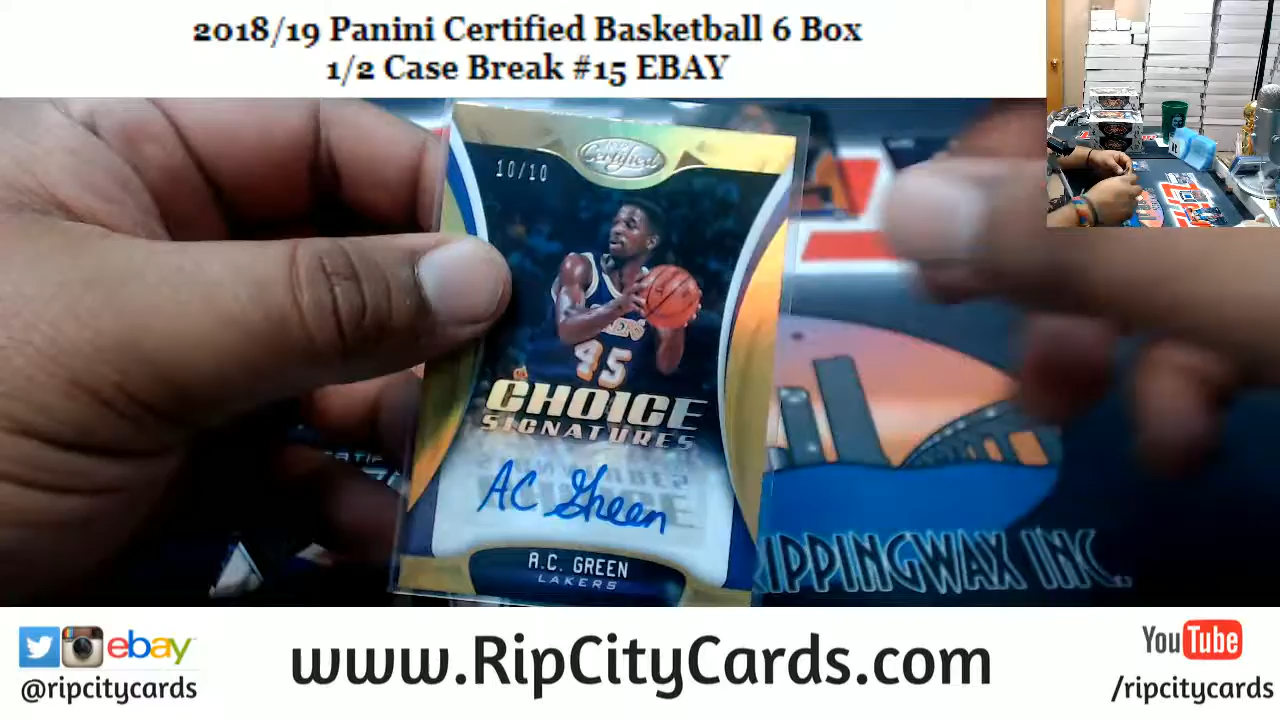 2018/19 Panini Certified Basketball 6 Box
1/2 Case Break #15 EBAY
Certified
10/10
45
CHOICE
SIGNATURES
AC Green
A.C. GREEN
LAKERS
RIPPINGWAX INC.
ebay
@ripcitycards
www.RipCityCards.com
YouTube
/ripcitycards